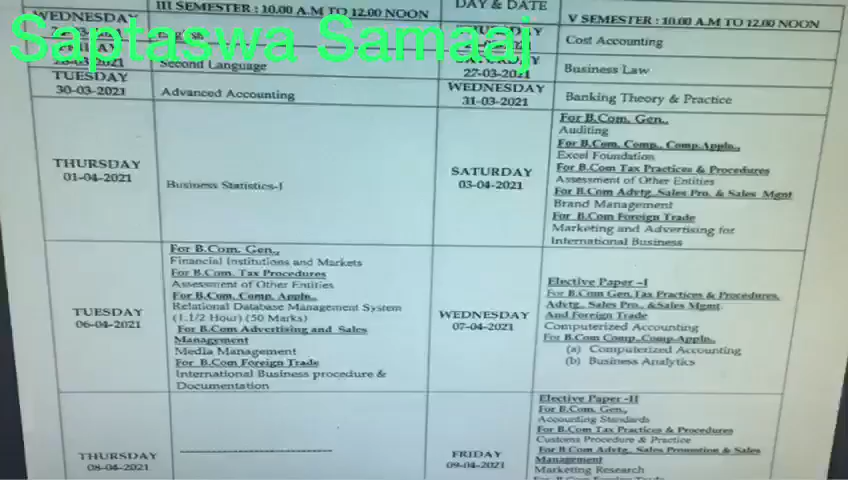 III SEMESTER : 10.00 A.M TO 12.00 NOON
DAY & DATE
V SEMESTER : 10.00 A.M TO 12.00 NOON
Saptaswa Samaaj
WEDNESDAY
Cost Accounting
Second Language
27-03-2021
Business Law
TUESDAY
30-03-2021
Advanced Accounting
WEDNESDAY
31-03-2021
Banking Theory & Practice
THURSDAY
01-04-2021
Business Statistics-I
SATURDAY
03-04-2021
For B.Com. Gen.,
Auditing
For B.Com. Comp., Comp.Appln.,
Excel Foundation
For B.Com Tax Practices & Procedures
Assessment of Other Entities
For B.Com Advtg. Sales Pro. & Sales Mgnt
Brand Management
For B.Com Foreign Trade
Marketing and Advertising for
International Business
TUESDAY
06-04-2021
For B.Com. Gen.,
Financial Institutions and Markets
For B.Com. Tax Procedures
Assessment of Other Entities
For B.Com. Comp. Appln.,
Relational Database Management System
(1.1/2 Hour) (50 Marks)
For B.Com Advertising and Sales
Management
Media Management
For B.Com Foreign Trade
International Business procedure &
Documentation
WEDNESDAY
07-04-2021
Elective Paper -I
For B.Com Gen,Tax Practices & Procedures,
Advtg., Sales Pro., &Sales Mgmt
And Foreign Trade
Computerized Accounting
For B.Com Comp.,Comp.Appln.,
(a) Computerized Accounting
(b) Business Analytics
THURSDAY
08-04-2021
--------------------
FRIDAY
09-04-2021
Elective Paper -II
For B.Com. Gen.,
Accounting Standards
For B.Com Tax Practices & Procedures
Customs Procedure & Practice
For B.Com Advtg. Sales Promotion & Sales
Management
Marketing Research